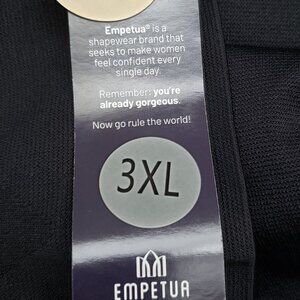 Empetua® is a
shapewear brand that
seeks to make women
feel confident every
single day.
Remember: you're
already gorgeous.
Now go rule the world!
3XL
EMPETUA